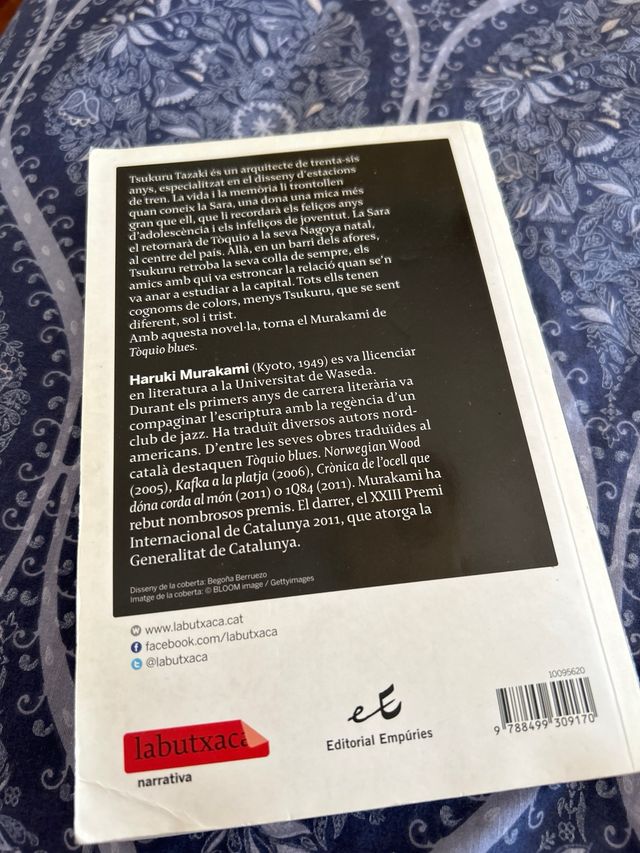 Tsukuru Tazaki és un arquitecte de trenta-sis
anys, especialitzat en el disseny d'estacions
de tren. La vida i la memòria li trontollen
quan coneix la Sara, una dona una mica més
gran que ell, que li recordarà els feliços anys
d'adolescència i els infeliços de joventut. La Sara
el retornarà de Tòquio a la seva Nagoya natal,
al centre del país. Allà, en un barri dels afores,
Tsukuru retroba la seva colla de sempre, els
amics amb qui va estroncar la relació quan se'n
va anar a estudiar a la capital. Tots ells tenen
cognoms de colors, menys Tsukuru, que se sent
diferent, sol i trist.
Amb aquesta novel·la, torna el Murakami de
Tòquio blues.
Haruki Murakami (Kyoto, 1949) es va llicenciar
en literatura a la Universitat de Waseda.
Durant els primers anys de carrera literària va
compaginar l'escriptura amb la regència d'un
club de jazz. Ha traduït diversos autors nord-
americans. D'entre les seves obres traduïdes al
català destaquen Tòquio blues. Norwegian Wood
(2005), Kafka a la platja (2006), Crònica de l'ocell que
dóna corda al món (2011) o 1Q84 (2011). Murakami ha
rebut nombrosos premis. El darrer, el XXIII Premi
Internacional de Catalunya 2011, que atorga la
Generalitat de Catalunya.
Disseny de la coberta: Begoña Berruezo
Imatge de la coberta: © BLOOM image / Gettyimages
www.labutxaca.cat
facebook.com/labutxaca
@labutxaca
labutxaca
narrativa
eE
Editorial Empúries
10095620
9 788499 309170